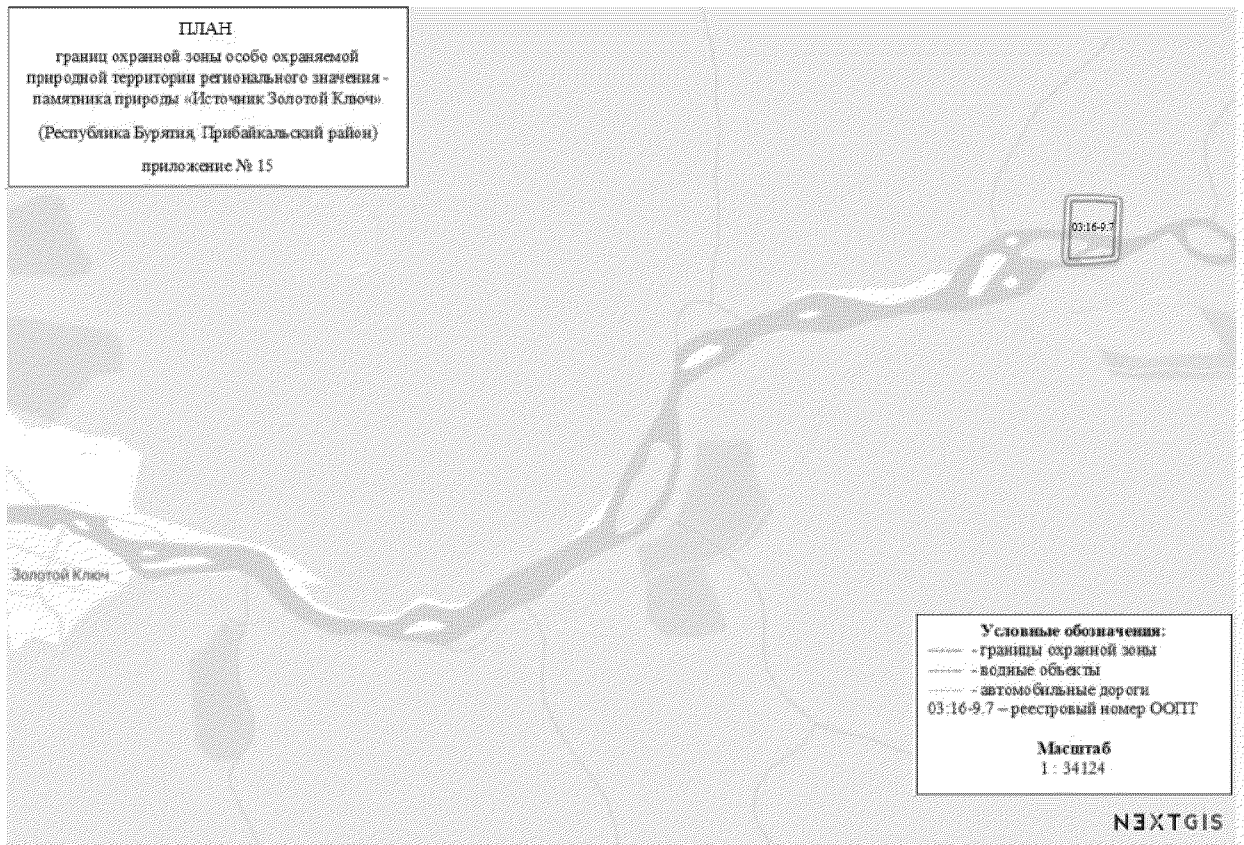 ПЛАН
границ охранной зоны особо охраняемой
природной территории регионального значения -
памятника природы «Источник Золотой Ключ»
(Республика Бурятия, Прибайкальский район)
приложение № 15
03:16-9.7
Золотой Ключ
Условные обозначения:
- границы охранной зоны
- водные объекты
- автомобильные дороги
03:16-9.7 – реестровый номер ООПТ
Масштаб
1 : 34124
NEXTGIS